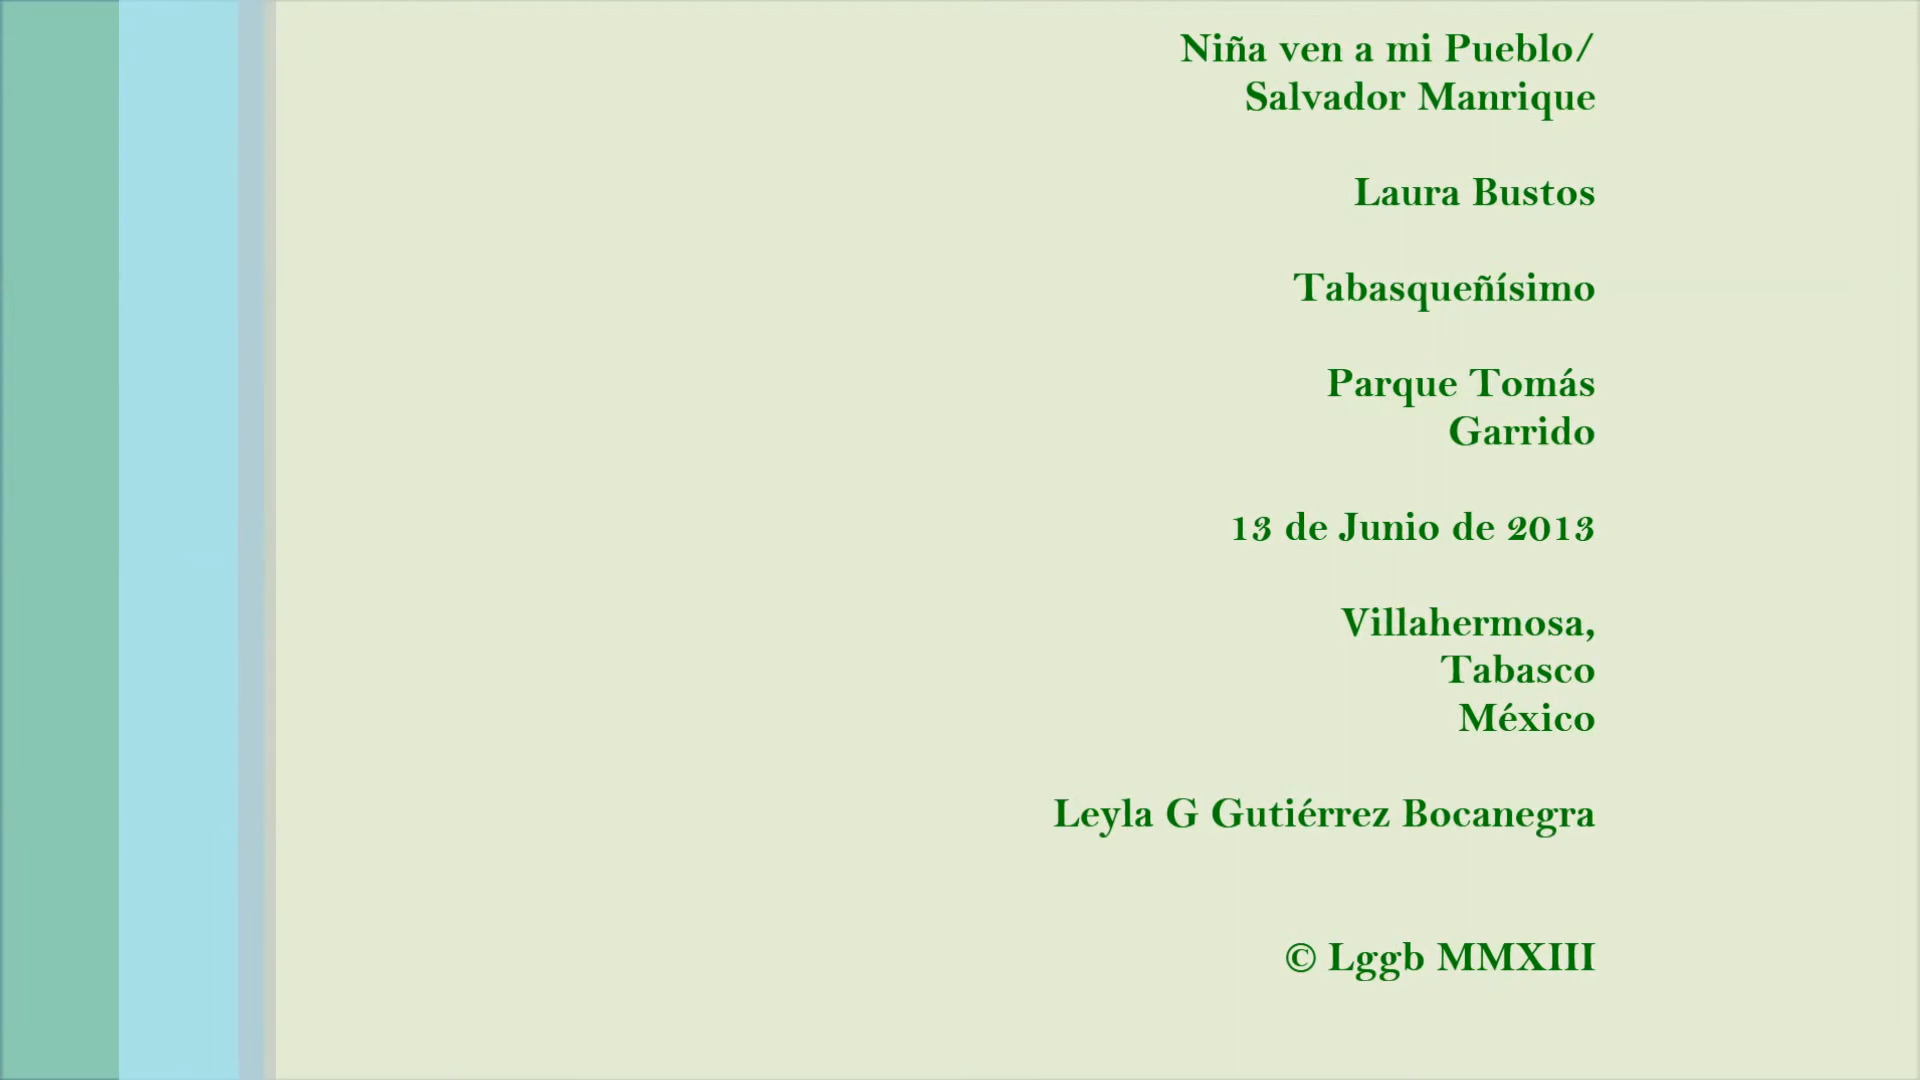 Niña ven a mi Pueblo/
Salvador Manrique
Laura Bustos
Tabasqueñísimo
Parque Tomás
Garrido
13 de Junio de 2013
Villahermosa,
Tabasco
México
Leyla G Gutiérrez Bocanegra
© Lggb MMXIII